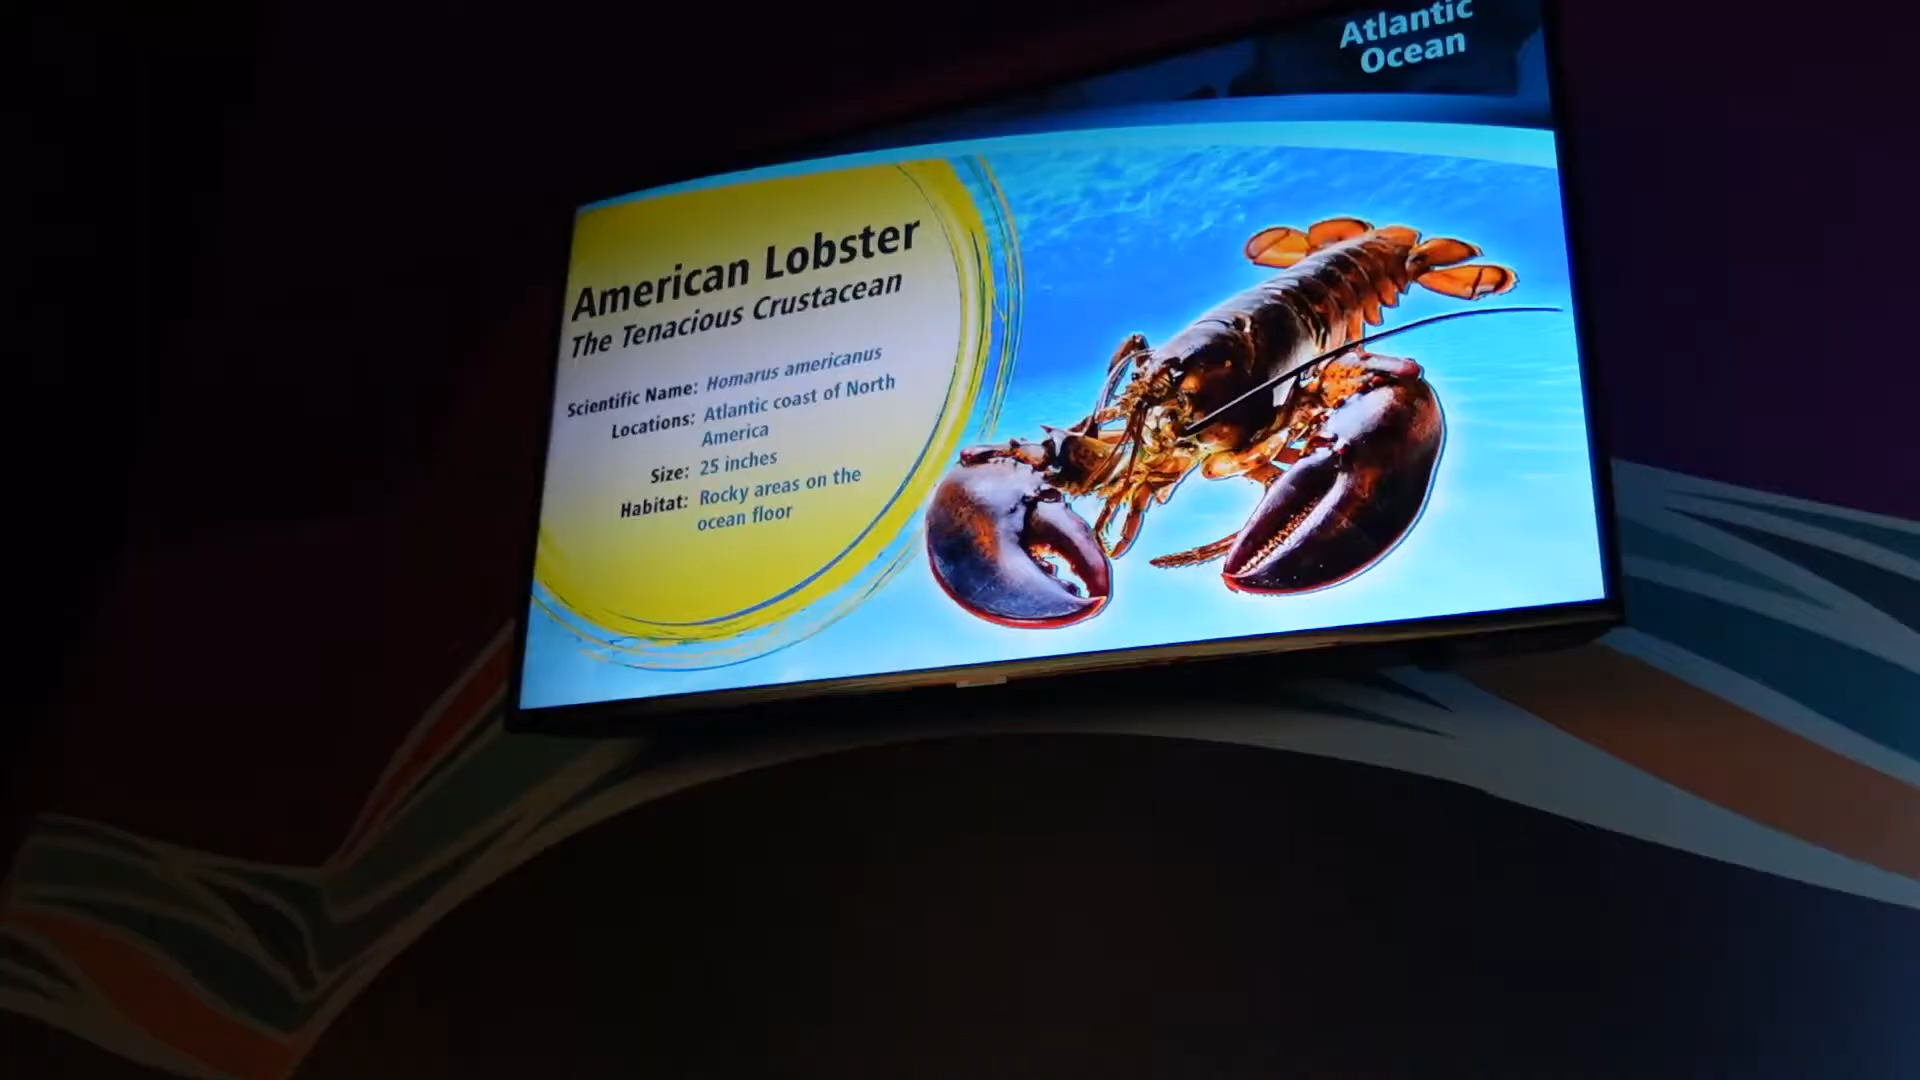 Atlantic
Ocean
American Lobster
The Tenacious Crustacean
Scientific Name: Homarus americanus
Locations: Atlantic coast of North
America
Size: 25 inches
Habitat: Rocky areas on the
ocean floor